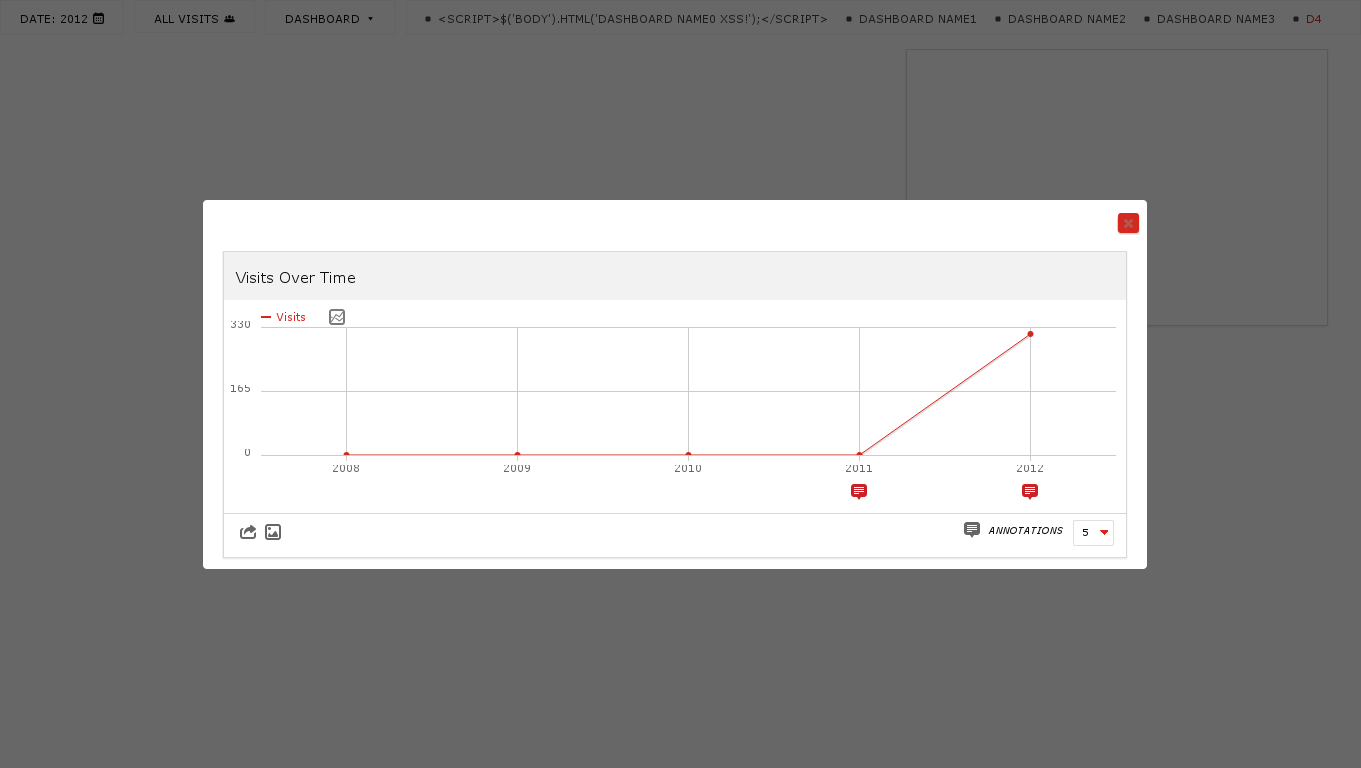 DATE: 2012
ALL VISITS
DASHBOARD
<SCRIPT>$('BODY').HTML('DASHBOARD NAME0 XSS!');</SCRIPT>
DASHBOARD NAME1
DASHBOARD NAME2
DASHBOARD NAME3
D4
Visits Over Time
Visits
330
165
0
2008 2009 2010 2011 2012
ANNOTATIONS 5